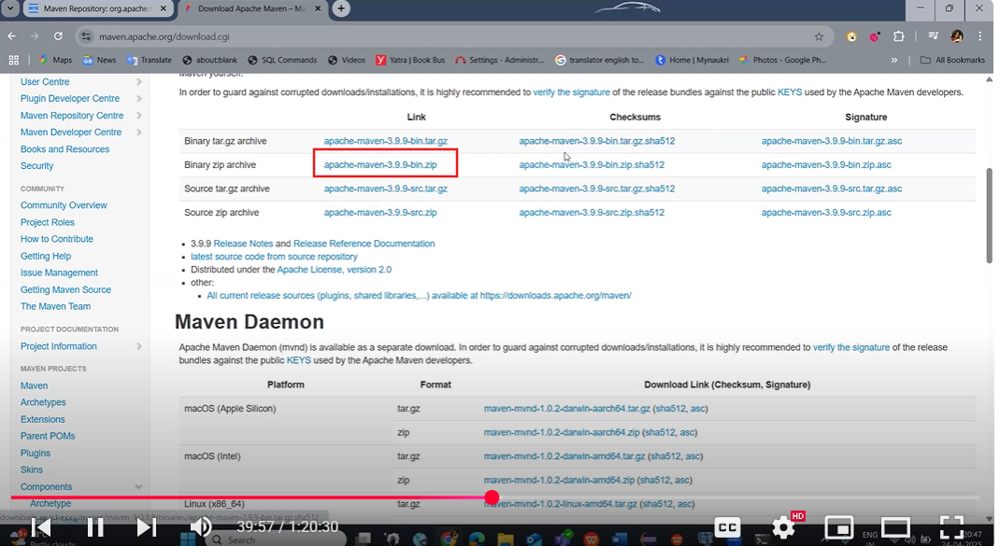 Maven Repository: org.apache.
Download Apache Maven – Ma
maven.apache.org/download.cgi
Maps
News
Translate
about:blank
SQL Commands
Videos
Yatra | Book Bus
Settings - Administr...
translator english to...
Home | Mynaukri
Photos - Google Ph...
»
All Bookmarks
Maven yourself.
User Centre
Plugin Developer Centre
Maven Repository Centre
Maven Developer Centre
Books and Resources
Security
COMMUNITY
Community Overview
Project Roles
How to Contribute
Getting Help
Issue Management
Getting Maven Source
The Maven Team
PROJECT DOCUMENTATION
Project Information
MAVEN PROJECTS
Maven
Archetypes
Extensions
Parent POMs
Plugins
Skins
Components
Archetype
In order to guard against corrupted downloads/installations, it is highly recommended to verify the signature of the release bundles against the public KEYS used by the Apache Maven developers.
Link Checksums Signature
Binary tar.gz archive apache-maven-3.9.9-bin.tar.gz apache-maven-3.9.9-bin.tar.gz.sha512 apache-maven-3.9.9-bin.tar.gz.asc
Binary zip archive apache-maven-3.9.9-bin.zip apache-maven-3.9.9-bin.zip.sha512 apache-maven-3.9.9-bin.zip.asc
Source tar.gz archive apache-maven-3.9.9-src.tar.gz apache-maven-3.9.9-src.tar.gz.sha512 apache-maven-3.9.9-src.tar.gz.asc
Source zip archive apache-maven-3.9.9-src.zip apache-maven-3.9.9-src.zip.sha512 apache-maven-3.9.9-src.zip.asc
3.9.9 Release Notes and Release Reference Documentation
latest source code from source repository
Distributed under the Apache License, version 2.0
other:
All current release sources (plugins, shared libraries,...) available at https://downloads.apache.org/maven/
Maven Daemon
Apache Maven Daemon (mvnd) is available as a separate download. In order to guard against corrupted downloads/installations, it is highly recommended to verify the signature of the release
bundles against the public KEYS used by the Apache Maven developers.
Platform Format Download Link (Checksum, Signature)
macOS (Apple Silicon) tar.gz maven-mvnd-1.0.2-darwin-aarch64.tar.gz (sha512, asc)
zip maven-mvnd-1.0.2-darwin-aarch64.zip (sha512, asc)
macOS (Intel) tar.gz maven-mvnd-1.0.2-darwin-amd64.tar.gz (sha512, asc)
zip maven-mvnd-1.0.2-darwin-amd64.zip (sha512, asc)
Linux (x86_64) tar.gz maven-mvnd-1.0.2-linux-amd64.tar.gz (sha512, asc)
39:57 / 1:20:30
CC
HD
Search
Partly cloudy
ENG
IN
20:47
24-04-2025